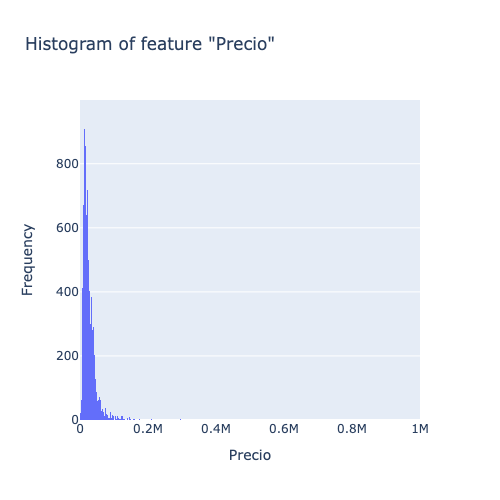 Histogram of feature "Precio"
800
600
400
200
0
Frequency
0
0.2M
0.4M
0.6M
0.8M
1M
Precio